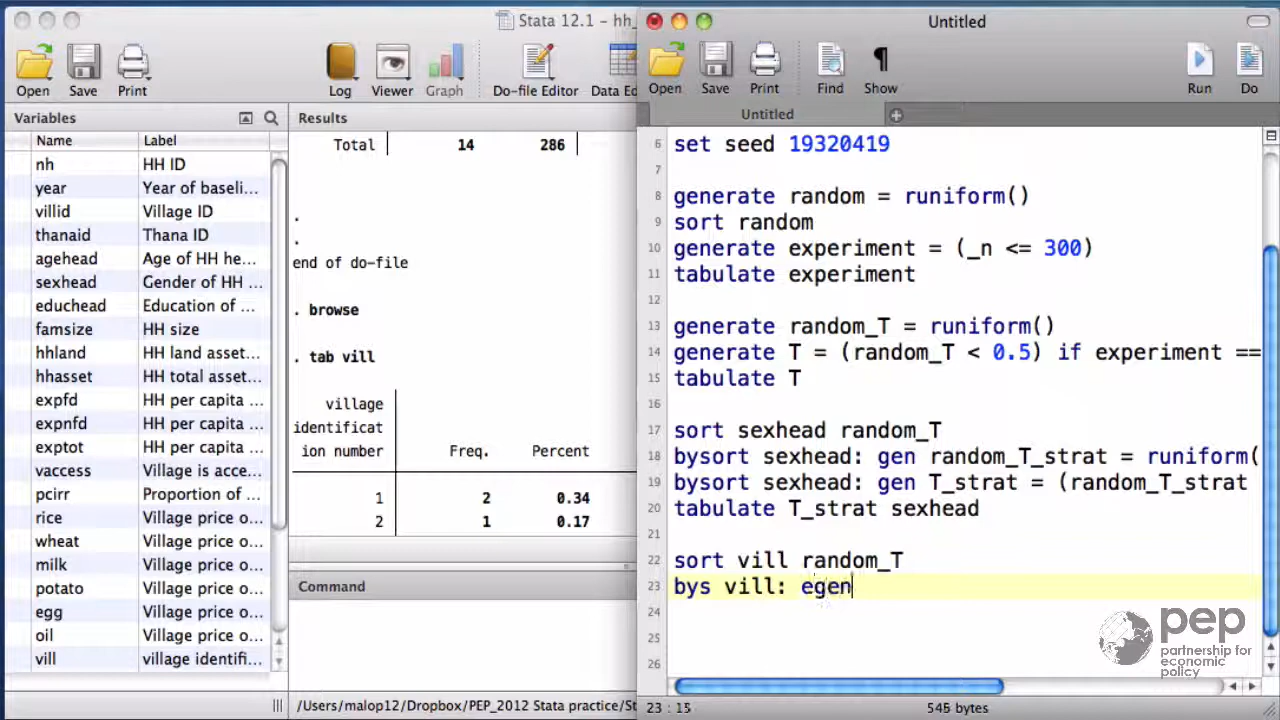 Stata 12.1 – hh_
Open
Save
Print
Log
Viewer
Graph
Do-file Editor
Data Ed
Variables
Name Label
nh HH ID
year Year of baseli...
villid Village ID
thanaid Thana ID
agehead Age of HH he...
sexhead Gender of HH ...
educhead Education of ...
famsize HH size
hhland HH land asset...
hhasset HH total asset...
expfd HH per capita ...
expnfd HH per capita ...
exptot HH per capita ...
vaccess Village is acce...
pcirr Proportion of ...
rice Village price o...
wheat Village price o...
milk Village price o...
potato Village price o...
egg Village price o...
oil Village price o...
vill village identifi...
Results
Total 14 286
.
.
end of do-file
. browse
. tab vill
village
identificat
ion number Freq. Percent
1 2 0.34
2 1 0.17
Command
/Users/malop12/Dropbox/PEP_2012 Stata practice/St
Untitled
Open
Save
Print
Find
Show
Run
Do
Untitled
6 set seed 19320419
7
8 generate random = runiform()
9 sort random
10 generate experiment = (_n <= 300)
11 tabulate experiment
12
13 generate random_T = runiform()
14 generate T = (random_T < 0.5) if experiment ==
15 tabulate T
16
17 sort sexhead random_T
18 bysort sexhead: gen random_T_strat = runiform(
19 bysort sexhead: gen T_strat = (random_T_strat
20 tabulate T_strat sexhead
21
22 sort vill random_T
23 bys vill: egen
24
25
26
pep
partnership for
economic
policy
23 : 15
545 bytes